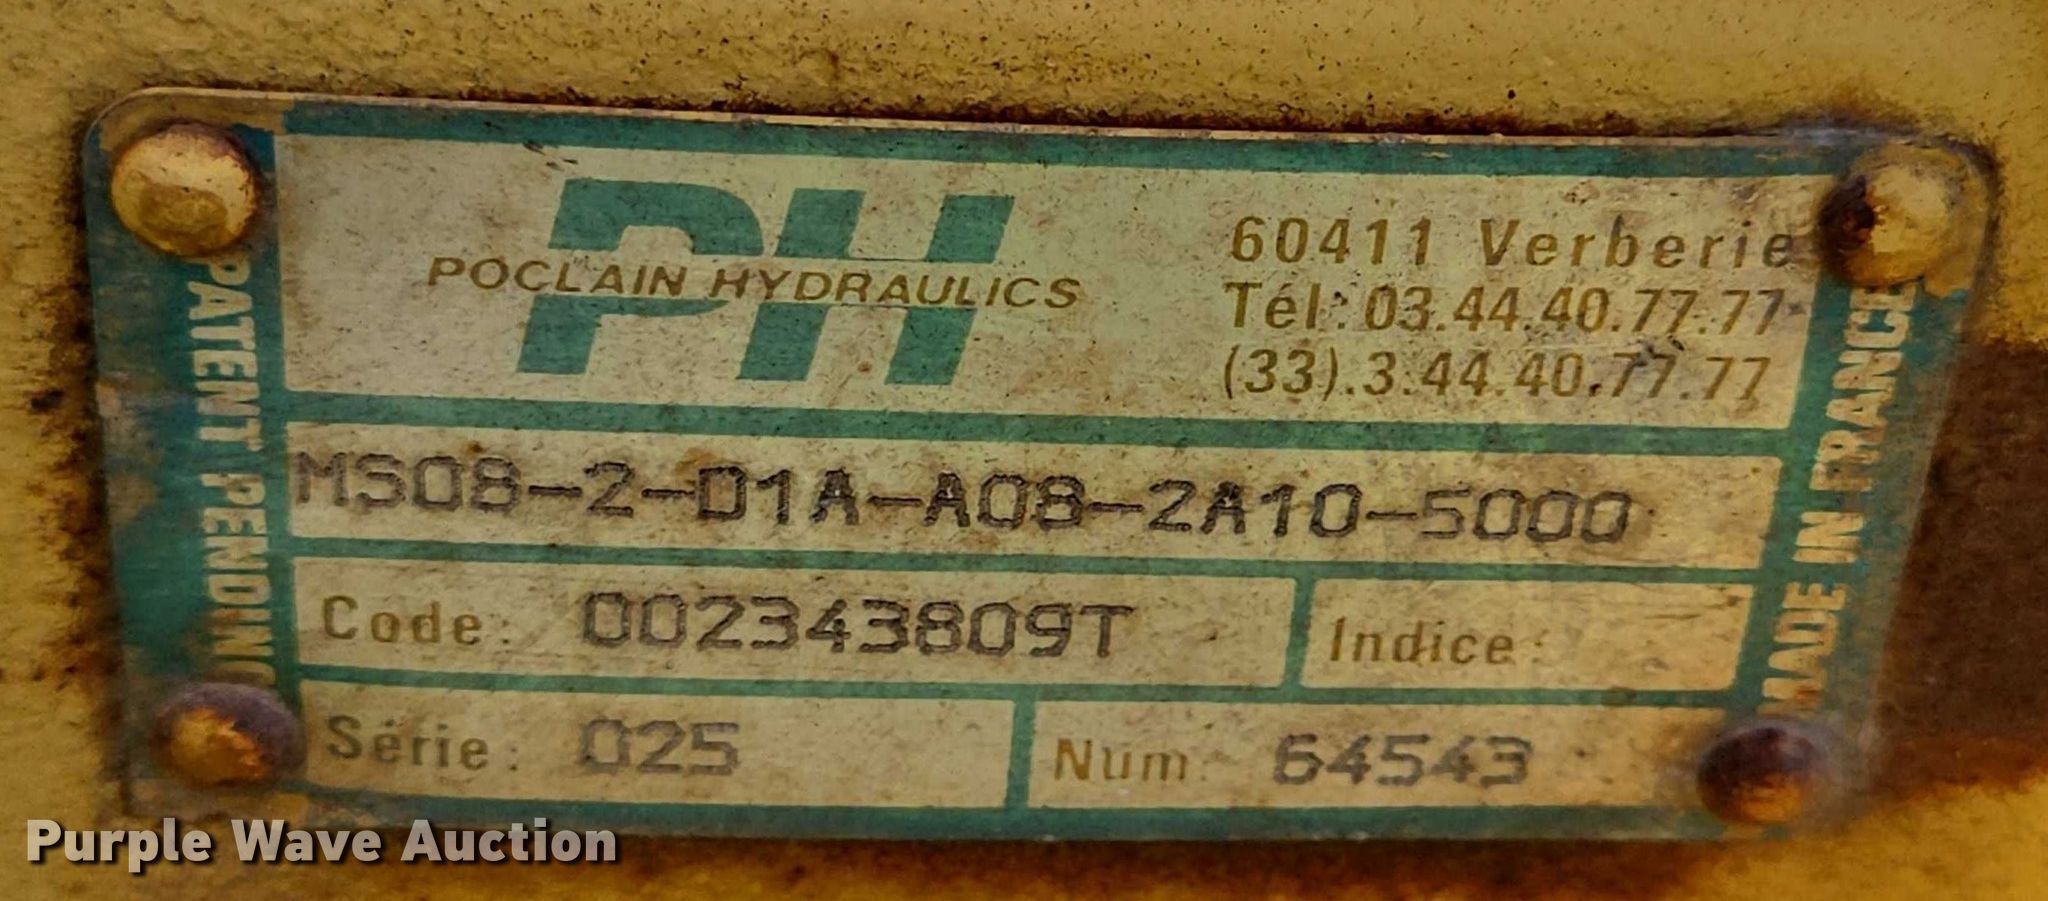 PH
POCLAIN HYDRAULICS
60411 Verberie
Tél: 03.44.40.77.77
(33).3.44.40.77.77
PATENT PENDING
MADE IN FRANCE
MS08-2-D1A-A08-2A10-5000
Code: 002343809T
Indice:
Série: 025
Num: 64543
Purple Wave Auction